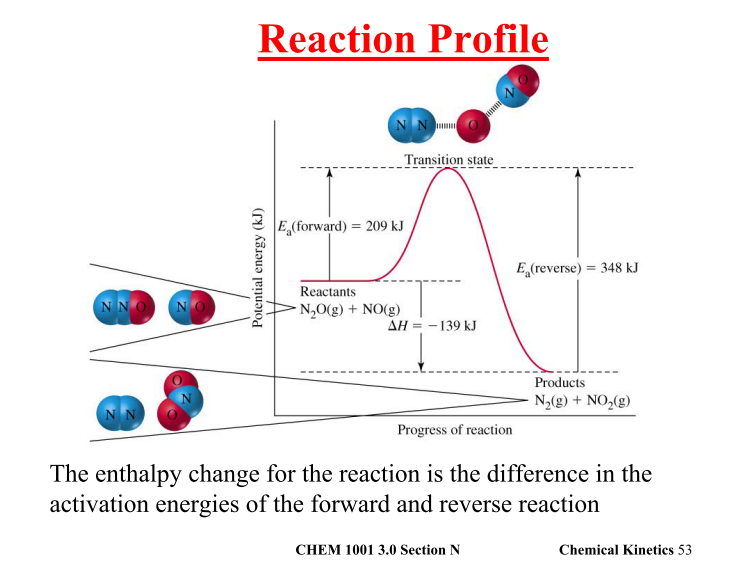 Reaction Profile
O
N
N N O
Transition state
Potential energy (kJ)
Eₐ(forward) = 209 kJ
Eₐ(reverse) = 348 kJ
N N O N O
Reactants
N₂O(g) + NO(g)
ΔH = −139 kJ
O
N
N N O
Products
N₂(g) + NO₂(g)
Progress of reaction
The enthalpy change for the reaction is the difference in the
activation energies of the forward and reverse reaction
CHEM 1001 3.0 Section N Chemical Kinetics 53